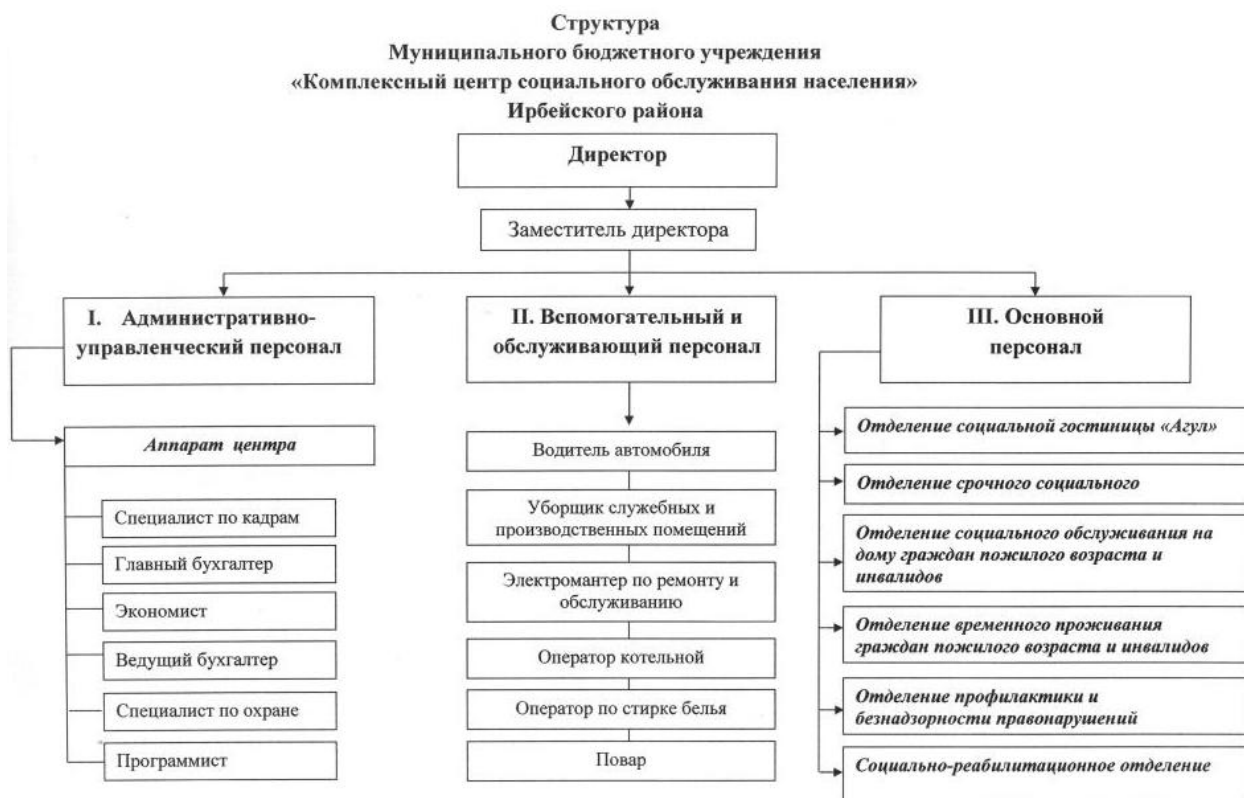 Структура
Муниципального бюджетного учреждения
«Комплексный центр социального обслуживания населения»
Ирбейского района
Директор
Заместитель директора
I. Административно-
управленческий персонал
Аппарат центра
Специалист по кадрам
Главный бухгалтер
Экономист
Ведущий бухгалтер
Специалист по охране
Программист
II. Вспомогательный и
обслуживающий персонал
Водитель автомобиля
Уборщик служебных и
производственных помещений
Электромантер по ремонту и
обслуживанию
Оператор котельной
Оператор по стирке белья
Повар
III. Основной
персонал
Отделение социальной гостиницы «Агул»
Отделение срочного социального
Отделение социального обслуживания на
дому граждан пожилого возраста и
инвалидов
Отделение временного проживания
граждан пожилого возраста и инвалидов
Отделение профилактики и
безнадзорности правонарушений
Социально-реабилитационное отделение